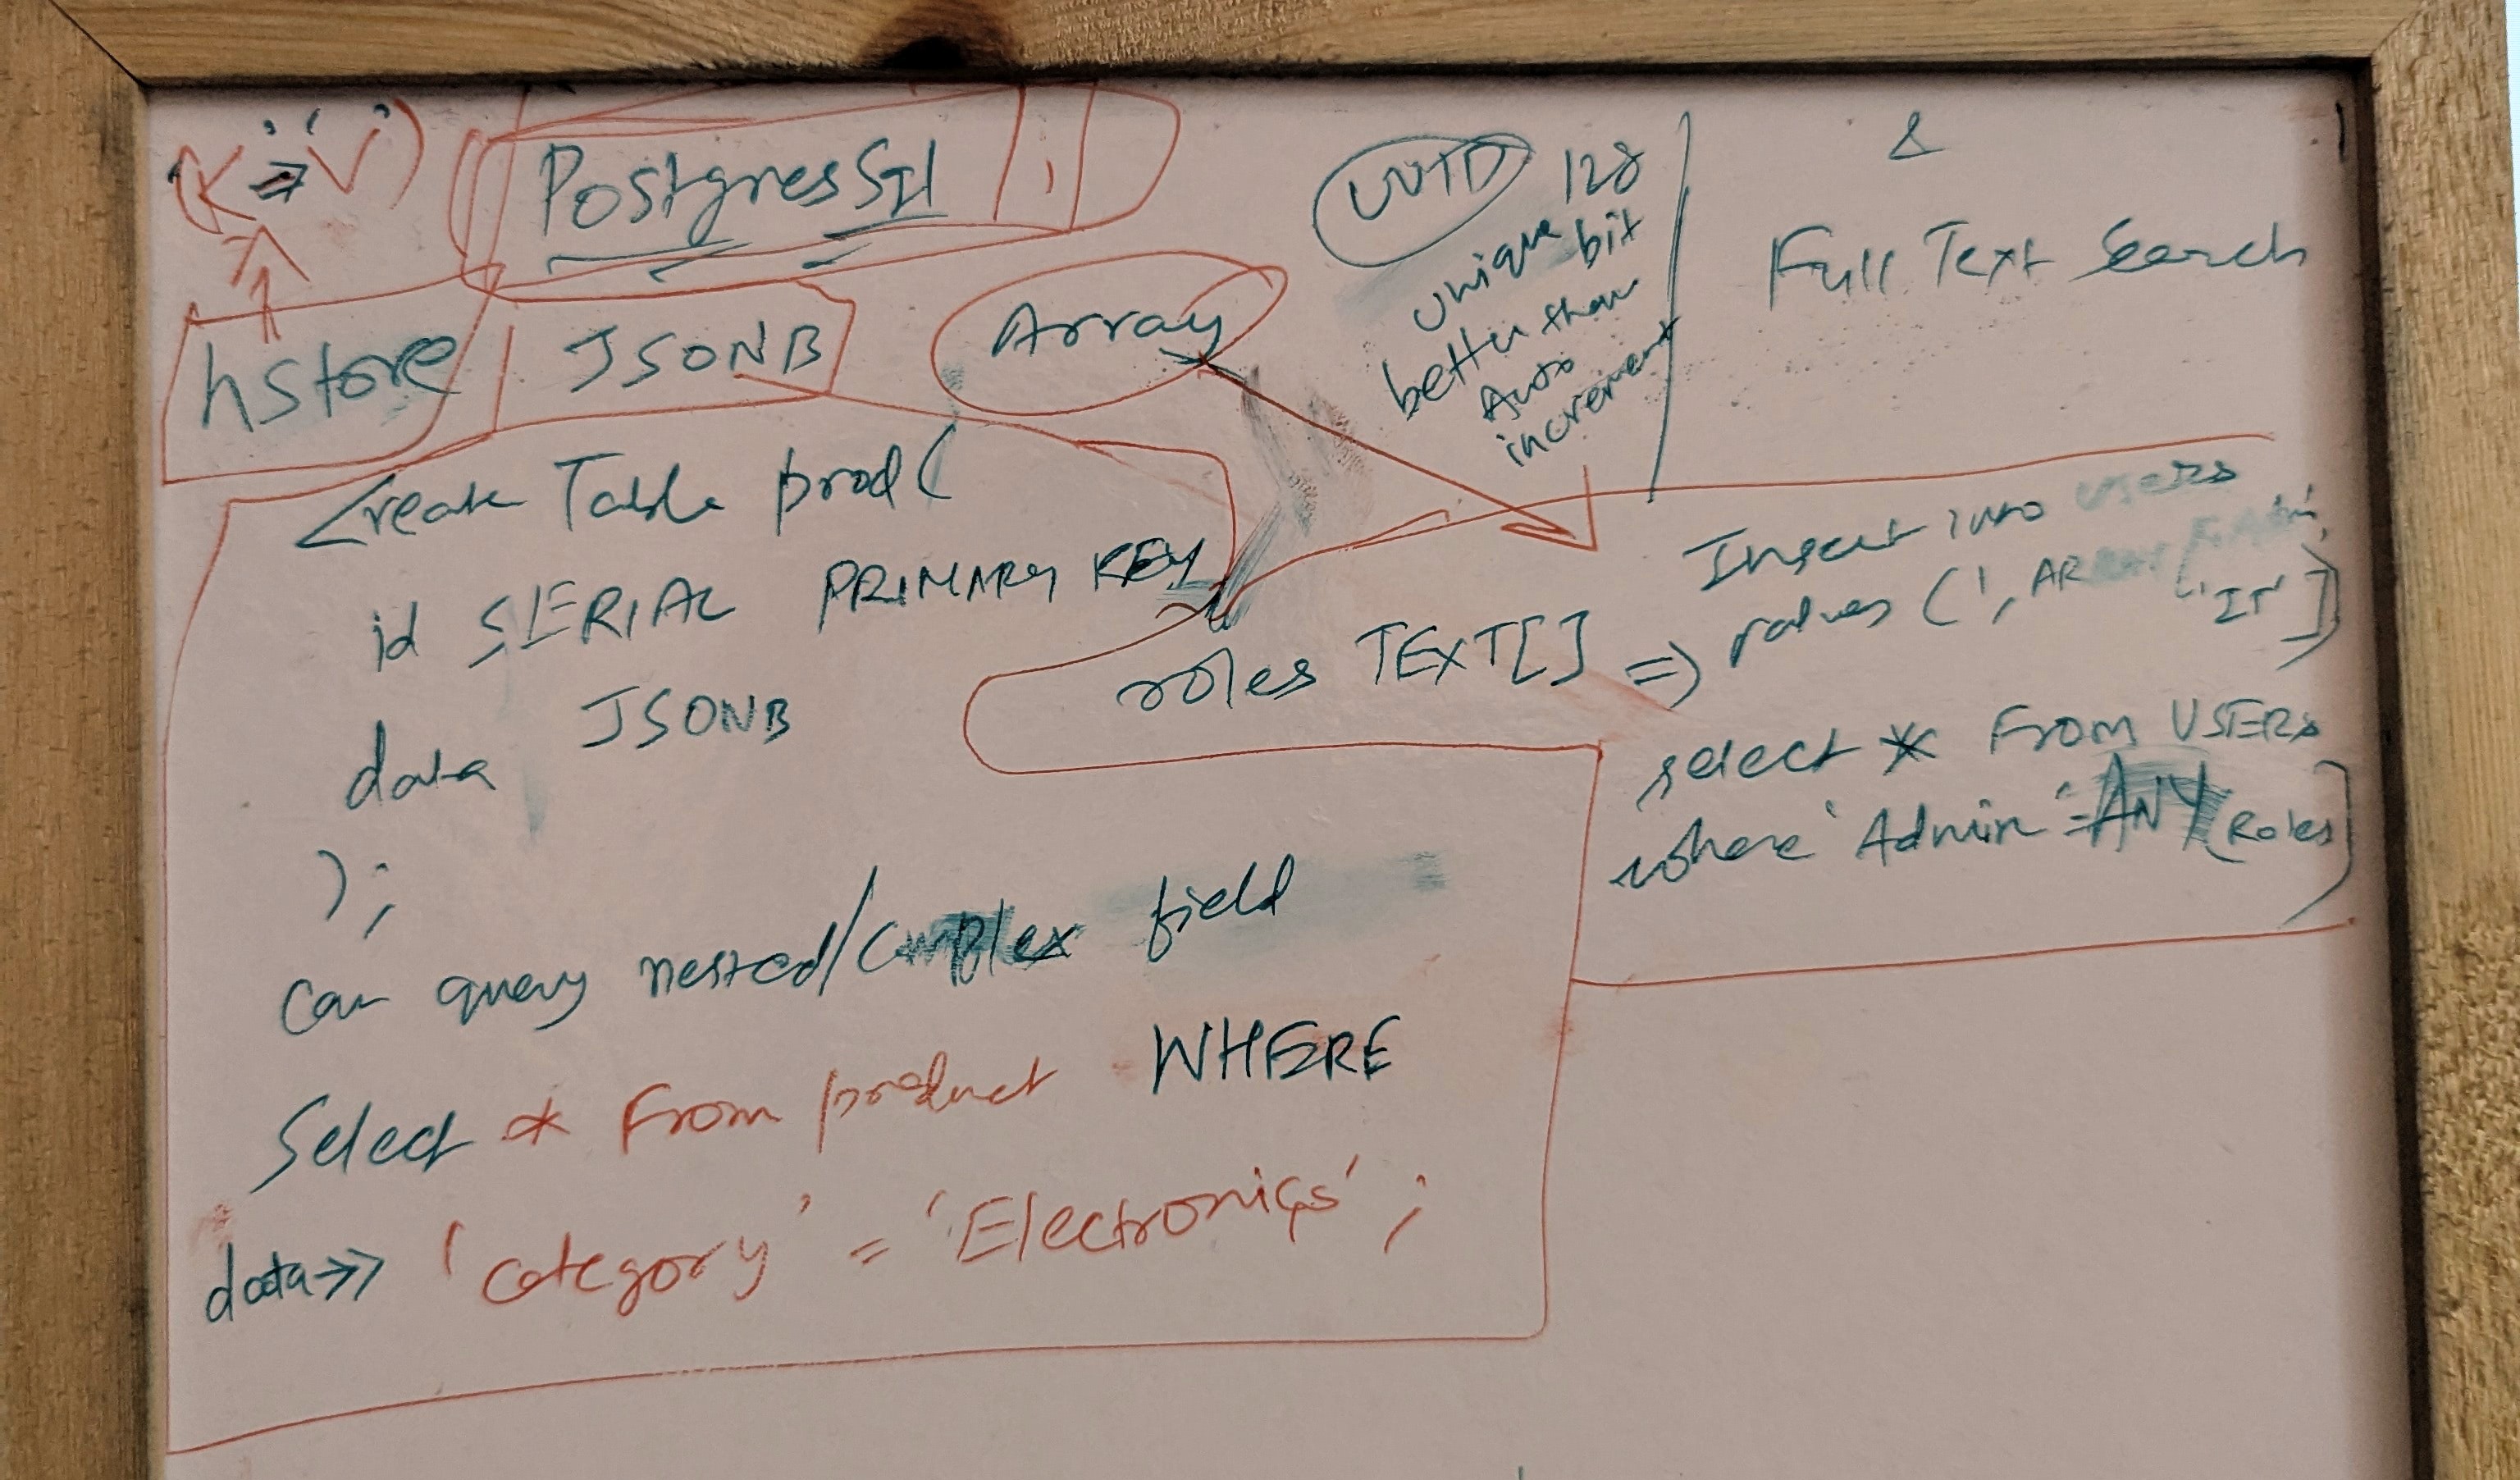 (K => 'V')
PostgresSql
hstore
JSONB
Array
UUID 128
unique bit
better than
Auto
increment
&
Full Text Search
Create Table prod (
id SERIAL PRIMARY KEY
data JSONB
);
can query nested/Complex field
Select * From product WHERE
data->> 'category' = 'Electronics';
roles TEXT[] =>
Insert into users
values (1, ARRAY
'IT'])
select * From USERS
where 'Admin' = ANY (Roles)